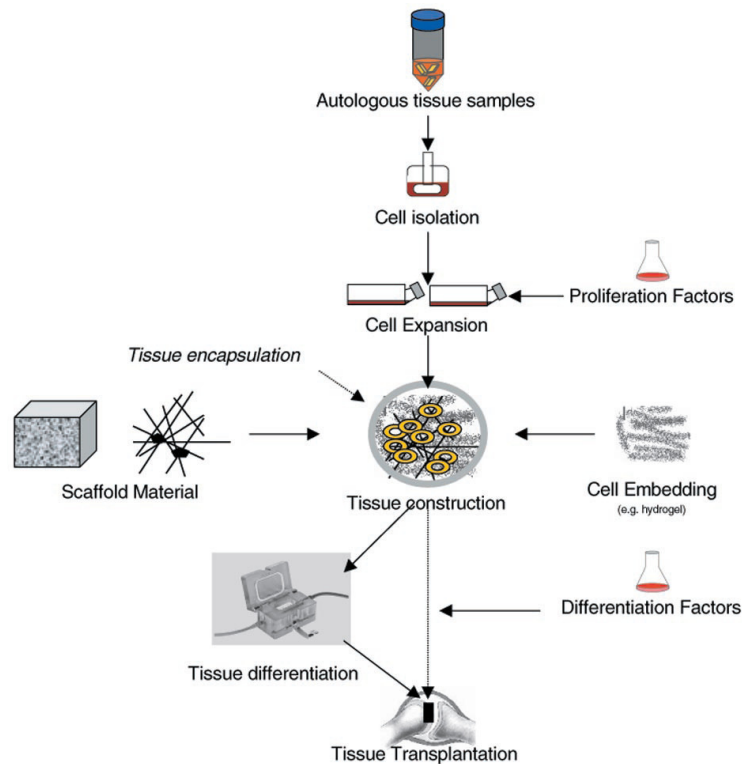 Autologous tissue samples
Cell isolation
Proliferation Factors
Cell Expansion
Tissue encapsulation
Scaffold Material
Tissue construction
Cell Embedding
(e.g. hydrogel)
Differentiation Factors
Tissue differentiation
Tissue Transplantation